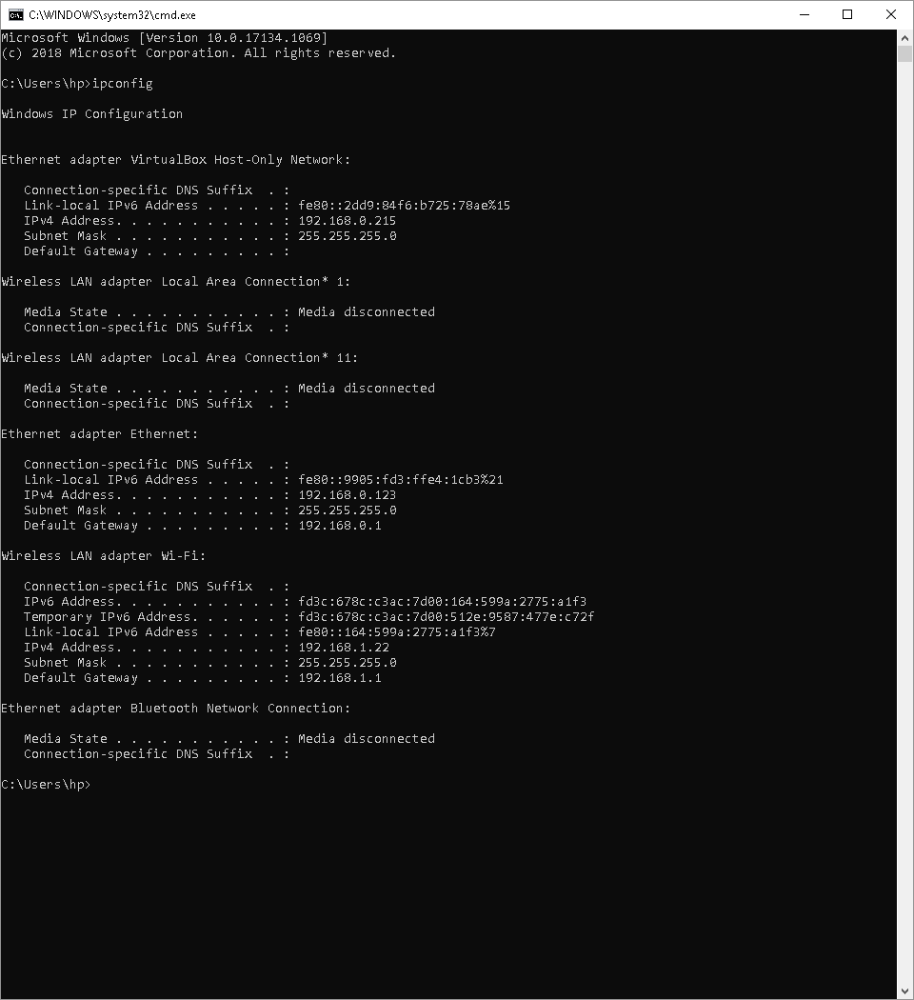 C:\WINDOWS\system32\cmd.exe
Microsoft Windows [Version 10.0.17134.1069]
(c) 2018 Microsoft Corporation. All rights reserved.
C:\Users\hp>ipconfig
Windows IP Configuration
Ethernet adapter VirtualBox Host-Only Network:
Connection-specific DNS Suffix  . :
Link-local IPv6 Address . . . . . : fe80::2dd9:84f6:b725:78ae%15
IPv4 Address. . . . . . . . . . . : 192.168.0.215
Subnet Mask . . . . . . . . . . . : 255.255.255.0
Default Gateway . . . . . . . . . :
Wireless LAN adapter Local Area Connection* 1:
Media State . . . . . . . . . . . : Media disconnected
Connection-specific DNS Suffix  . :
Wireless LAN adapter Local Area Connection* 11:
Media State . . . . . . . . . . . : Media disconnected
Connection-specific DNS Suffix  . :
Ethernet adapter Ethernet:
Connection-specific DNS Suffix  . :
Link-local IPv6 Address . . . . . : fe80::9905:fd3:ffe4:1cb3%21
IPv4 Address. . . . . . . . . . . : 192.168.0.123
Subnet Mask . . . . . . . . . . . : 255.255.255.0
Default Gateway . . . . . . . . . : 192.168.0.1
Wireless LAN adapter Wi-Fi:
Connection-specific DNS Suffix  . :
IPv6 Address. . . . . . . . . . . : fd3c:678c:c3ac:7d00:164:599a:2775:a1f3
Temporary IPv6 Address. . . . . . : fd3c:678c:c3ac:7d00:512e:9587:477e:c72f
Link-local IPv6 Address . . . . . : fe80::164:599a:2775:a1f3%7
IPv4 Address. . . . . . . . . . . : 192.168.1.22
Subnet Mask . . . . . . . . . . . : 255.255.255.0
Default Gateway . . . . . . . . . : 192.168.1.1
Ethernet adapter Bluetooth Network Connection:
Media State . . . . . . . . . . . : Media disconnected
Connection-specific DNS Suffix  . :
C:\Users\hp>